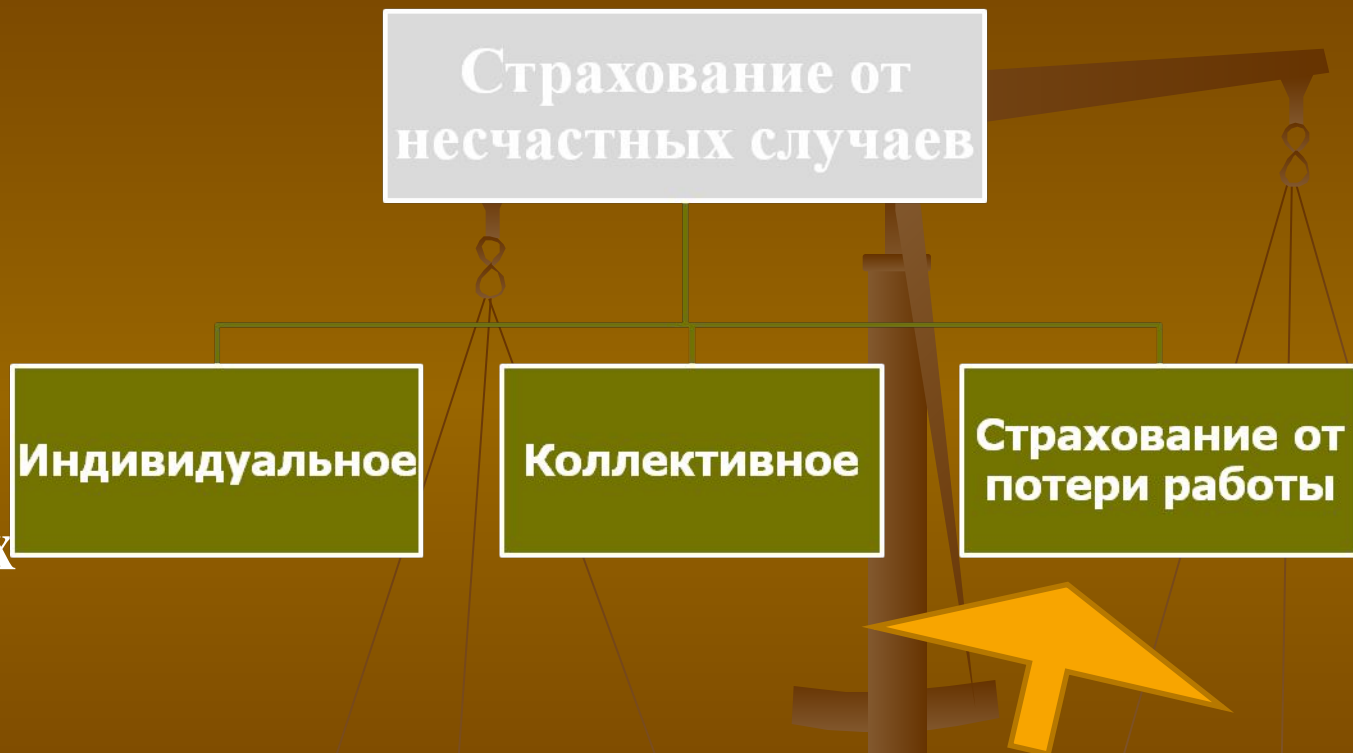 Страхование от
несчастных случаев
Индивидуальное
Коллективное
Страхование от
потери работы
х